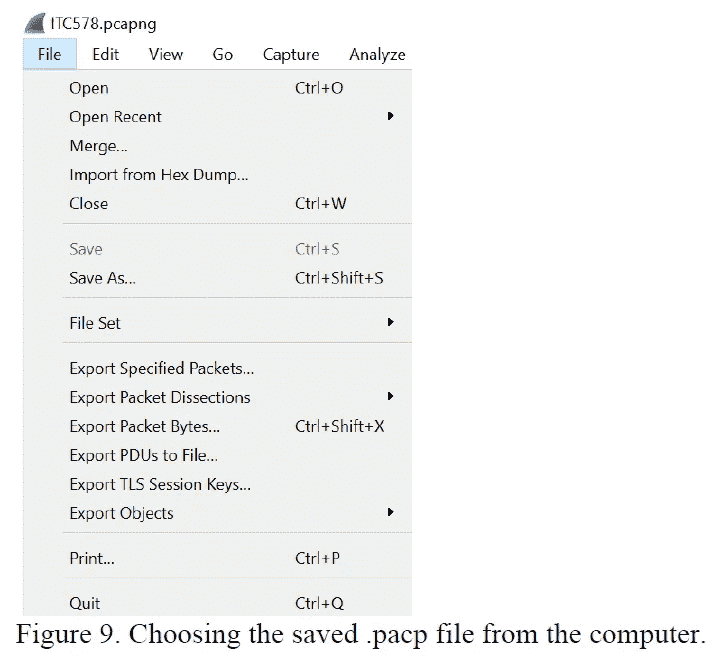 ITC578.pcapng
File Edit View Go Capture Analyze
Open Ctrl+O
Open Recent
Merge...
Import from Hex Dump...
Close Ctrl+W
Save Ctrl+S
Save As... Ctrl+Shift+S
File Set
Export Specified Packets...
Export Packet Dissections
Export Packet Bytes... Ctrl+Shift+X
Export PDUs to File...
Export TLS Session Keys...
Export Objects
Print... Ctrl+P
Quit Ctrl+Q
Figure 9. Choosing the saved .pacp file from the computer.